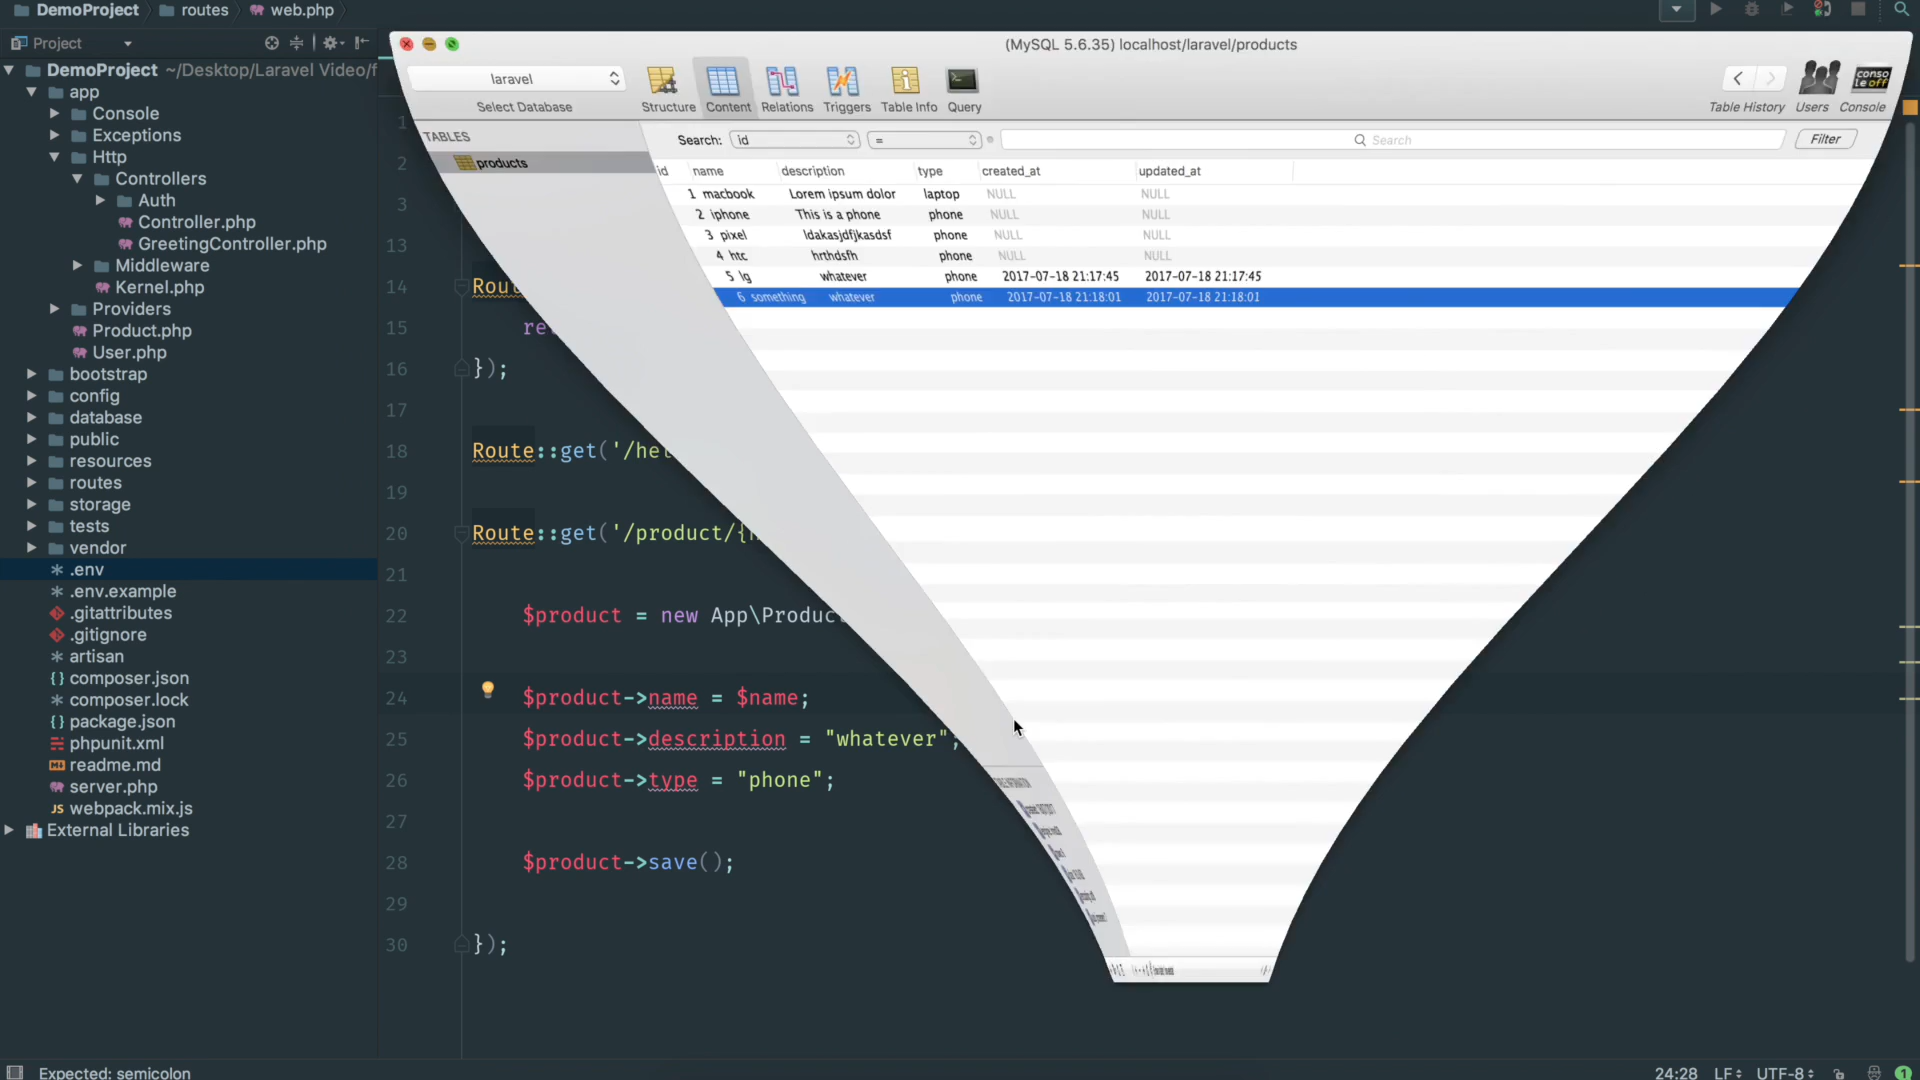 DemoProject routes web.php
Project
DemoProject ~/Desktop/Laravel Video/f
app
Console
Exceptions
Http
Controllers
Auth
Controller.php
GreetingController.php
Middleware
Kernel.php
Providers
Product.php
User.php
bootstrap
config
database
public
resources
routes
storage
tests
vendor
.env
.env.example
.gitattributes
.gitignore
artisan
composer.json
composer.lock
package.json
phpunit.xml
readme.md
server.php
webpack.mix.js
External Libraries
(MySQL 5.6.35) localhost/laravel/products
laravel
Select Database
Structure Content Relations Triggers Table Info Query
Table History Users Console
console off
TABLES
products
Search: id = Search Filter
id name description type created_at updated_at
1 macbook Lorem ipsum dolor laptop NULL NULL
2 iphone This is a phone phone NULL NULL
3 pixel ldakasjdfjkasdsf phone NULL NULL
4 htc hrthdsfh phone NULL NULL
5 lg whatever phone 2017-07-18 21:17:45 2017-07-18 21:17:45
6 something whatever phone 2017-07-18 21:18:01 2017-07-18 21:18:01
1
2
3
13
14 Rou
15 re
16 });
17
18 Route::get('/hel
19
20 Route::get('/product/{
21
22 $product = new App\Produc
23
24 $product->name = $name;
25 $product->description = "whatever";
26 $product->type = "phone";
27
28 $product->save();
29
30 });
Expected: semicolon
24:28 LF UTF-8 1